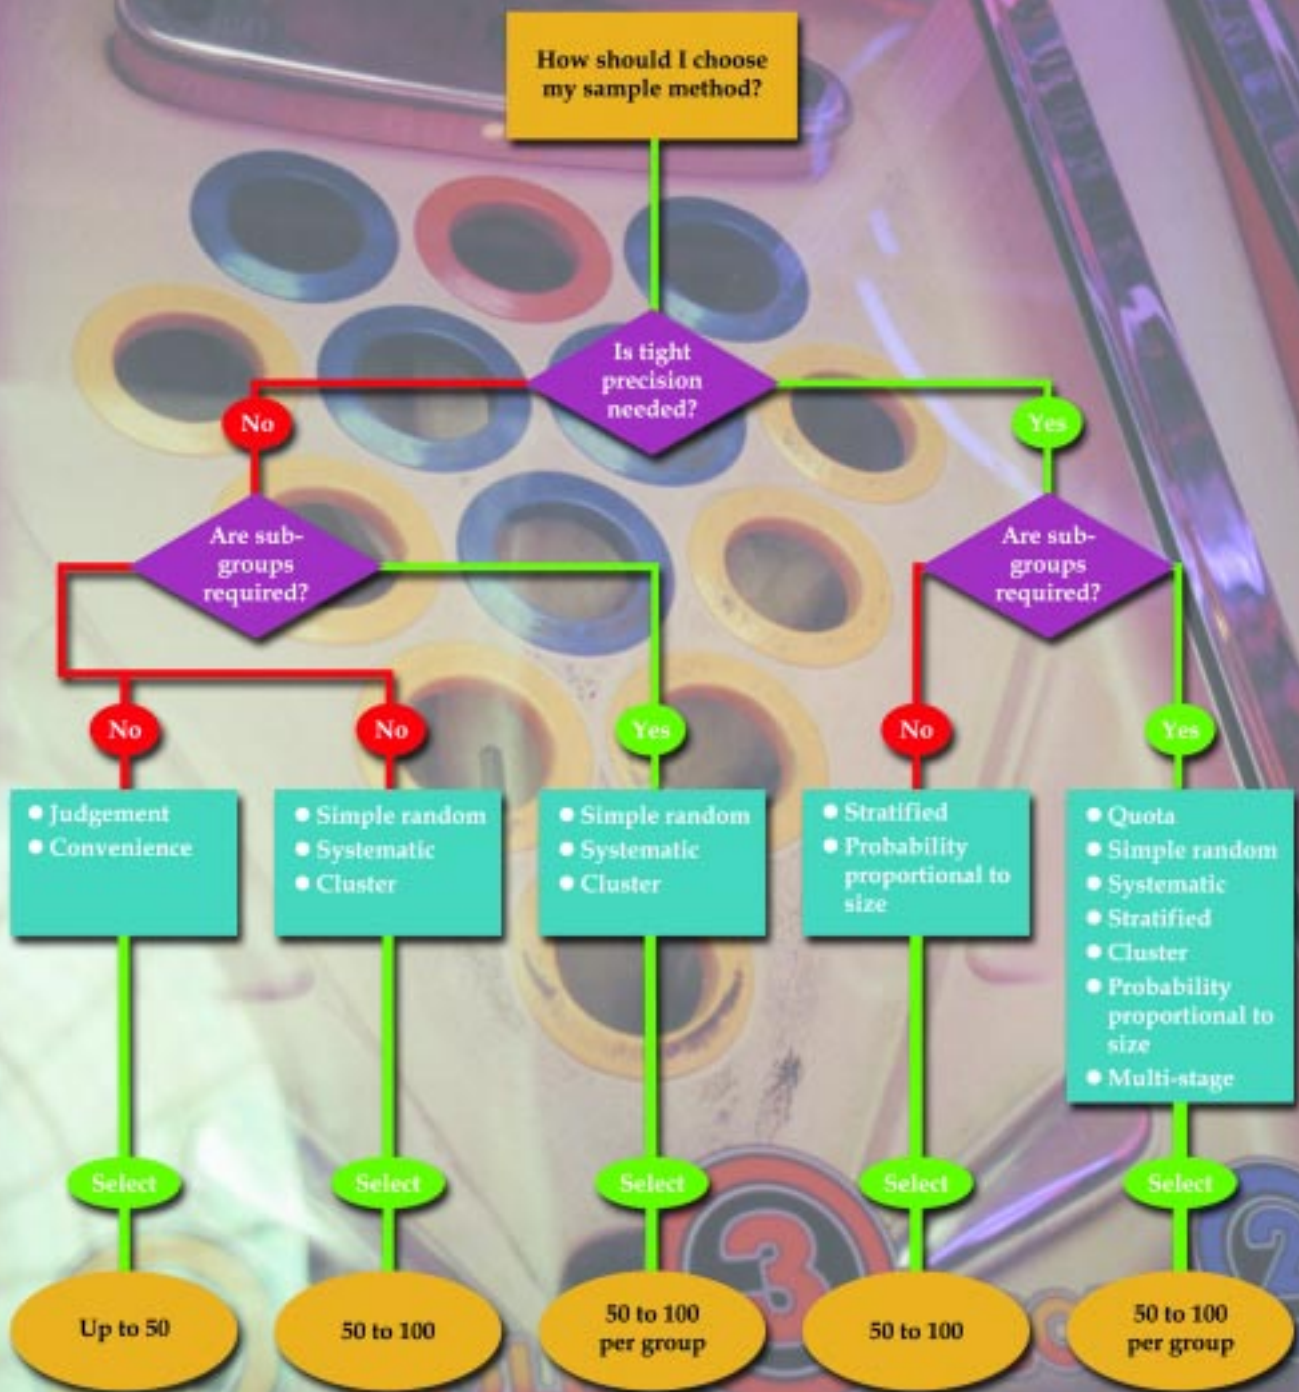 How should I choose
my sample method?
Is tight
precision
needed?
No
Yes
Are sub-
groups
required?
Are sub-
groups
required?
No
No
Yes
No
Yes
● Judgement
● Convenience
● Simple random
● Systematic
● Cluster
● Simple random
● Systematic
● Cluster
● Stratified
● Probability
proportional to
size
● Quota
● Simple random
● Systematic
● Stratified
● Cluster
● Probability
proportional to
size
● Multi-stage
Select
Select
Select
Select
Select
3
2
Up to 50
50 to 100
50 to 100
per group
50 to 100
50 to 100
per group